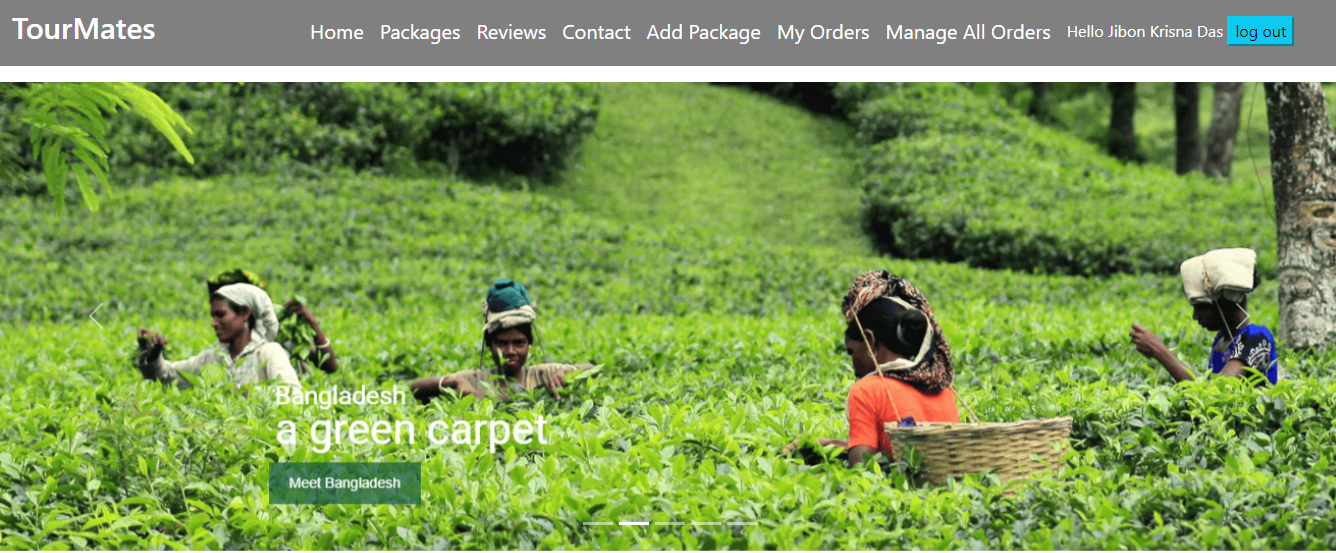 TourMates
Home Packages Reviews Contact Add Package My Orders Manage All Orders Hello Jibon Krisna Das log out
Bangladesh
a green carpet
Meet Bangladesh